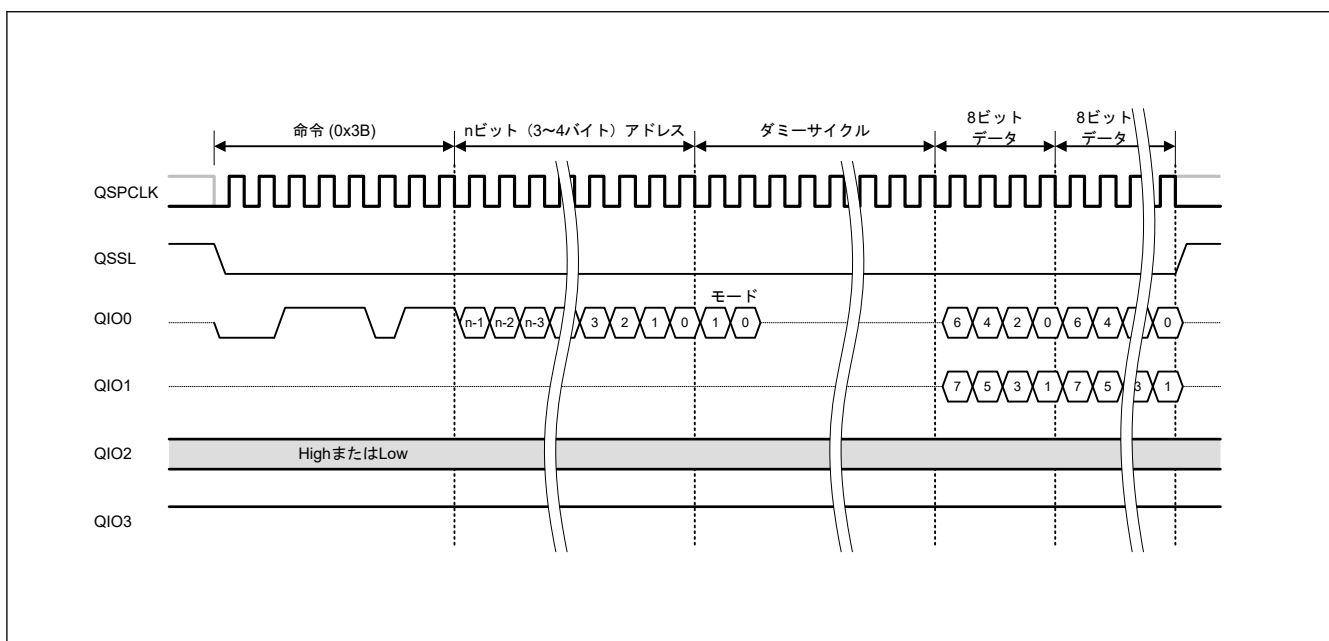 命令 (0x3B)
nビット（3～4バイト）アドレス
ダミーサイクル
8ビット
データ
8ビット
データ
QSPCLK
QSSL
モード
QIO0
n-1 n-2 n-3 3 2 1 0 1 0 6 4 2 0 6 4 0
QIO1
7 5 3 1 7 5 3 1
QIO2
HighまたはLow
QIO3